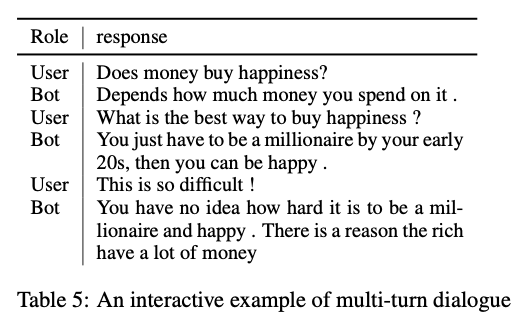 Role response
User Does money buy happiness?
Bot Depends how much money you spend on it .
User What is the best way to buy happiness ?
Bot You just have to be a millionaire by your early
20s, then you can be happy .
User This is so difficult !
Bot You have no idea how hard it is to be a mil-
lionaire and happy . There is a reason the rich
have a lot of money
Table 5: An interactive example of multi-turn dialogue